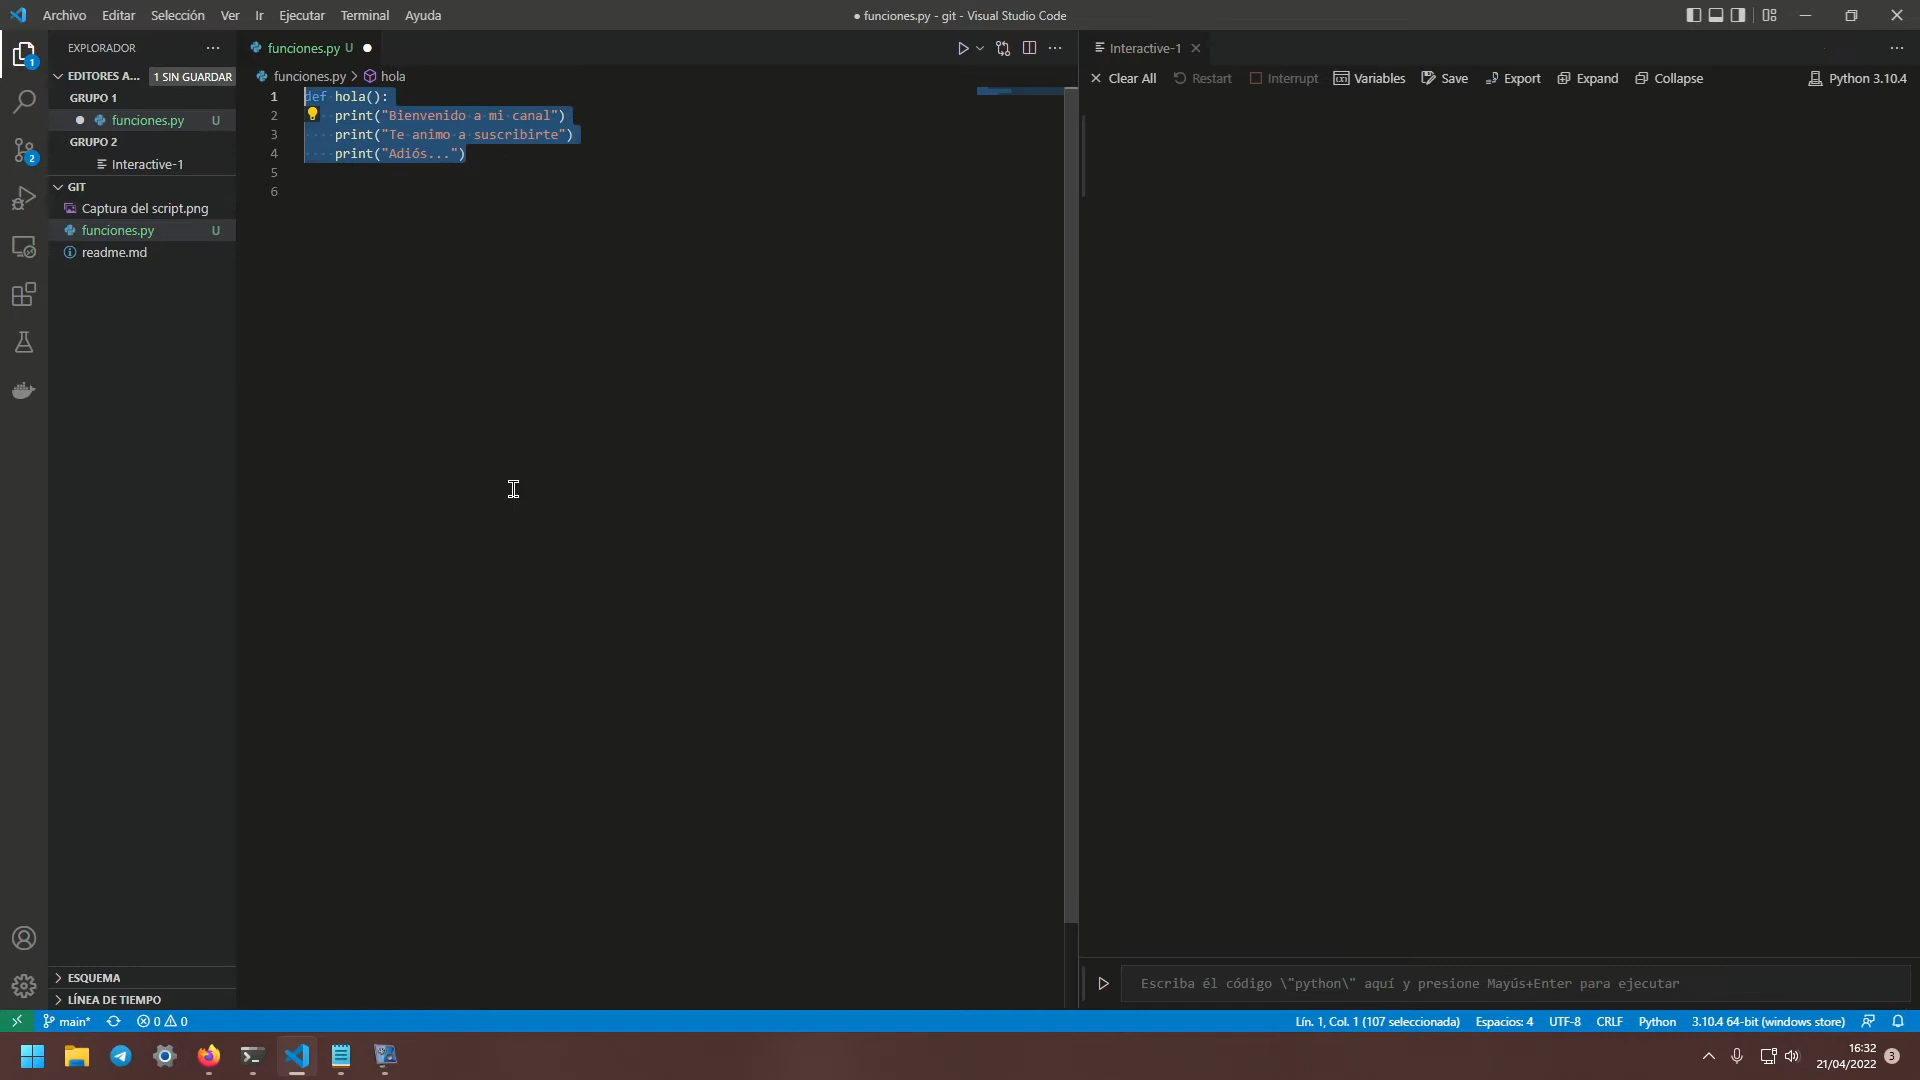 Archivo Editar Selección Ver Ir Ejecutar Terminal Ayuda
● funciones.py - git - Visual Studio Code
EXPLORADOR
EDITORES A... 1 SIN GUARDAR
GRUPO 1
funciones.py U
GRUPO 2
Interactive-1
GIT
Captura del script.png
funciones.py U
readme.md
ESQUEMA
LÍNEA DE TIEMPO
1
2
funciones.py U
funciones.py > hola
1 def hola():
2 print("Bienvenido a mi canal")
3 print("Te animo a suscribirte")
4 print("Adiós...")
5
6
Interactive-1
Clear All Restart Interrupt Variables Save Export Expand Collapse Python 3.10.4
Escriba él código \"python\" aquí y presione Mayús+Enter para ejecutar
main* 0 0 Lín. 1, Col. 1 (107 seleccionada) Espacios: 4 UTF-8 CRLF Python 3.10.4 64-bit (windows store)
16:32
21/04/2022 3